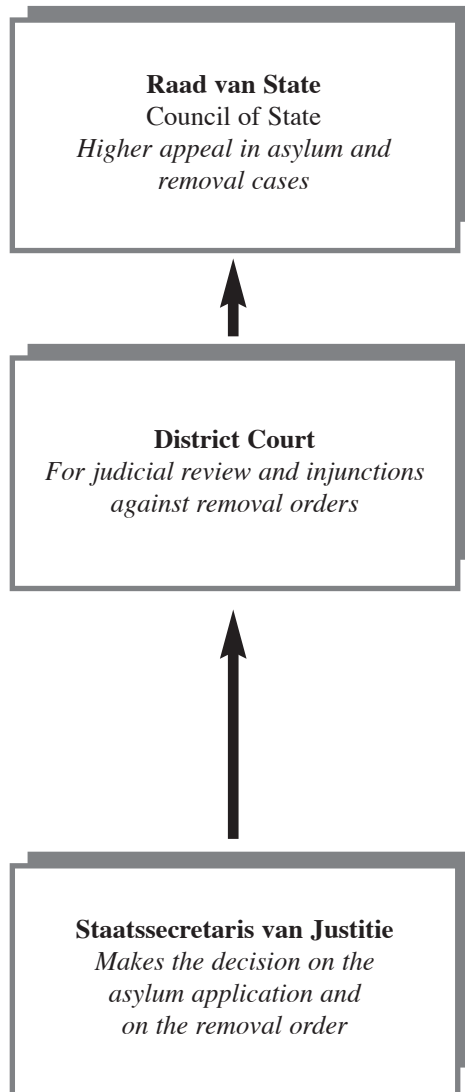 Raad van State
Council of State
Higher appeal in asylum and
removal cases
District Court
For judicial review and injunctions
against removal orders
Staatssecretaris van Justitie
Makes the decision on the
asylum application and
on the removal order